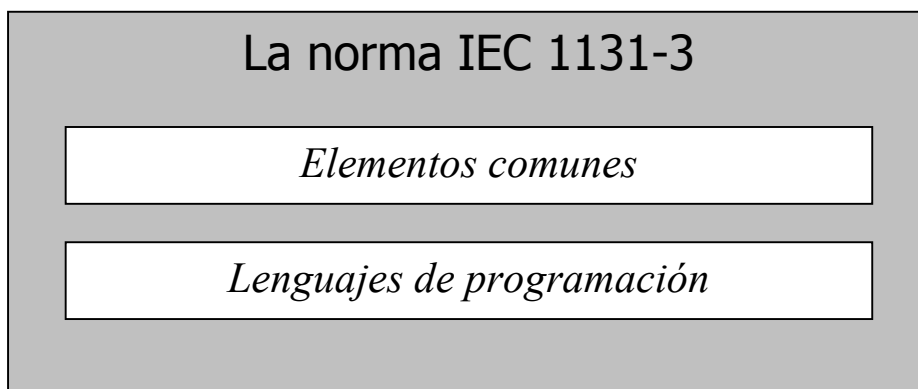 La norma IEC 1131-3
Elementos comunes
Lenguajes de programación